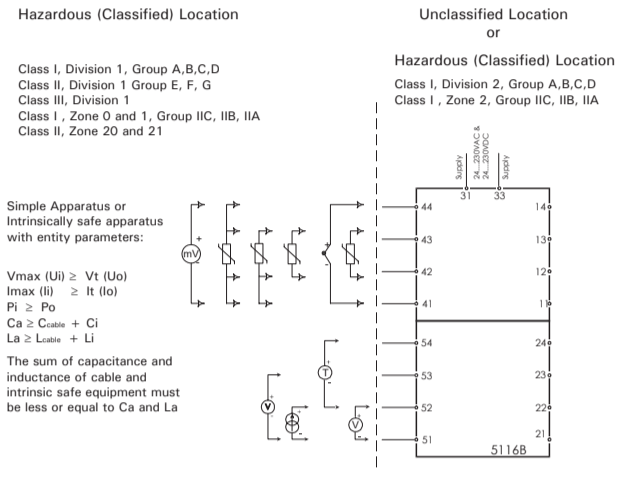 Hazardous (Classified) Location
Class I, Division 1, Group A,B,C,D
Class II, Division 1 Group E, F, G
Class III, Division 1
Class I , Zone 0 and 1, Group IIC, IIB, IIA
Class II, Zone 20 and 21
Unclassified Location
or
Hazardous (Classified) Location
Class I, Division 2, Group A,B,C,D
Class I , Zone 2, Group IIC, IIB, IIA
Supply
24...230VAC &
24...230VDC
Supply
31
33
Simple Apparatus or
Intrinsically safe apparatus
with entity parameters:
Vmax (Ui) ≥ Vt (Uo)
Imax (Ii) ≥ It (Io)
Pi ≥ Po
Ca ≥ Ccable + Ci
La ≥ Lcable + Li
The sum of capacitance and
inductance of cable and
intrinsic safe equipment must
be less or equal to Ca and La
+
mV
-
+
T
-
+
V
-
+
-
+
V
-
44
43
42
41
54
53
52
51
14
13
12
11
24
23
22
21
5116B